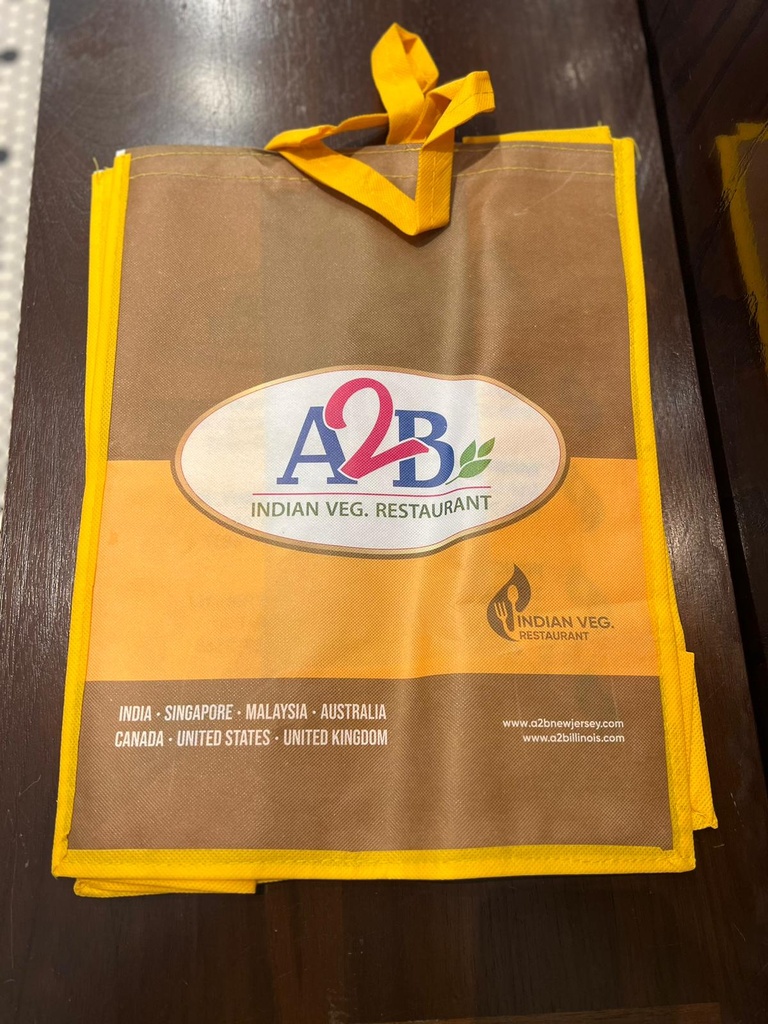 A2B
INDIAN VEG. RESTAURANT
INDIAN VEG.
RESTAURANT
INDIA • SINGAPORE • MALAYSIA • AUSTRALIA
CANADA • UNITED STATES • UNITED KINGDOM
www.a2bnewjersey.com
www.a2billinois.com